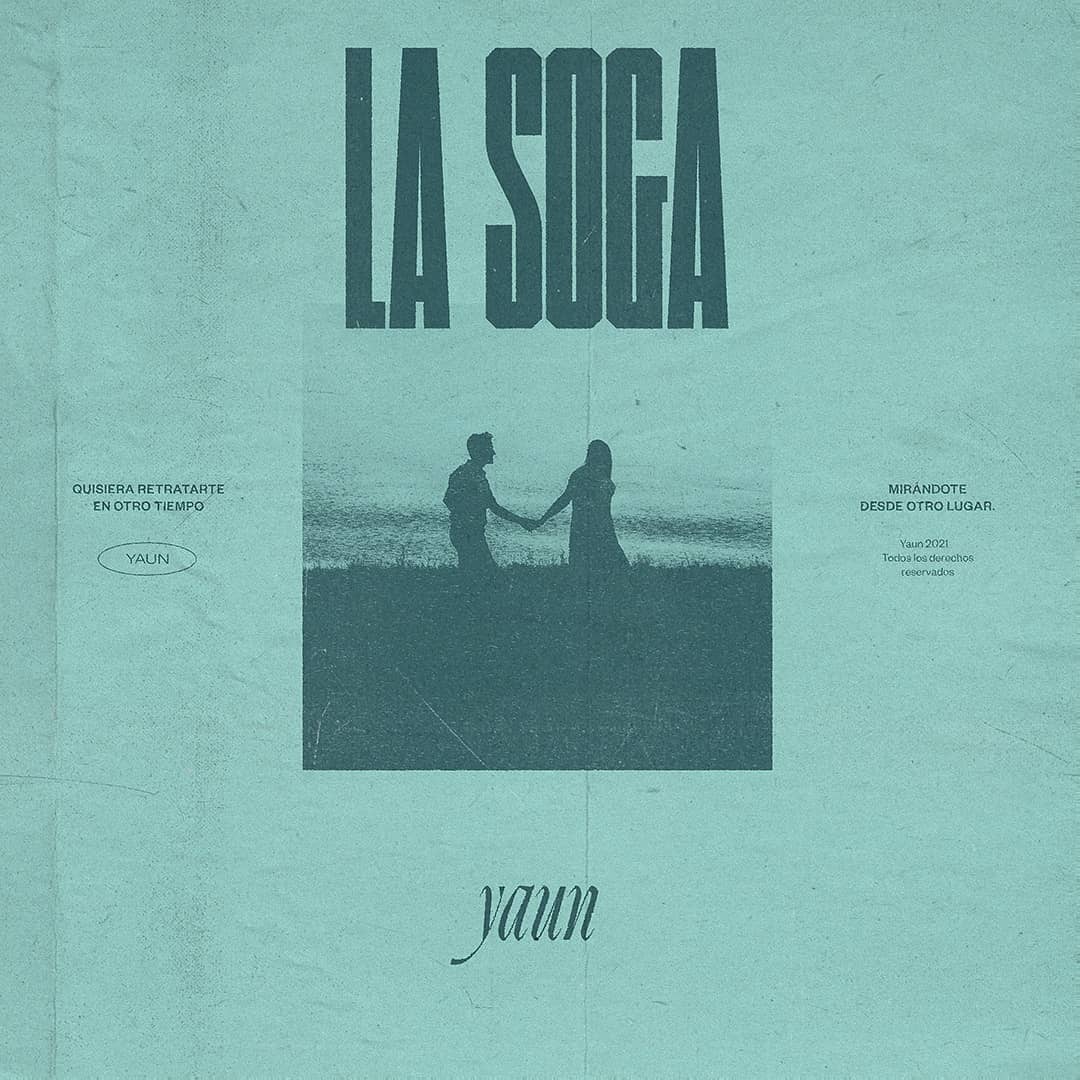 LA SOGA
QUISIERA RETRATARTE
EN OTRO TIEMPO
YAUN
MIRÁNDOTE
DESDE OTRO LUGAR.
Yaun 2021
Todos los derechos
reservados
yaun